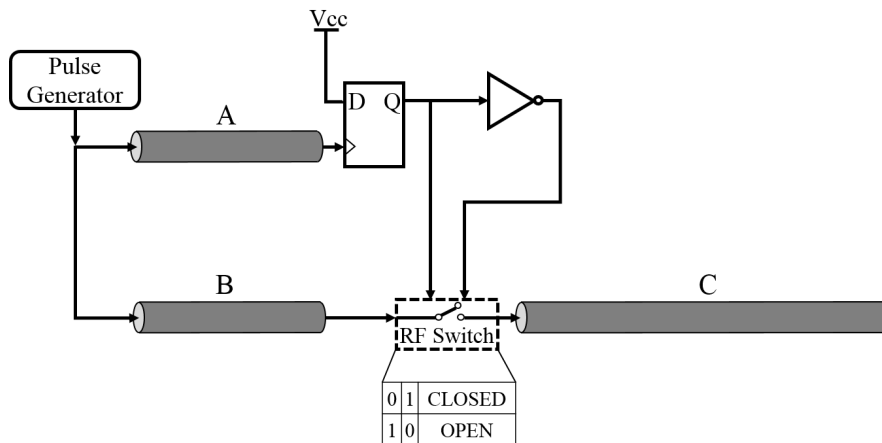 Vcc
Pulse
Generator
A
D Q
B
C
RF Switch
0 1 CLOSED
1 0 OPEN